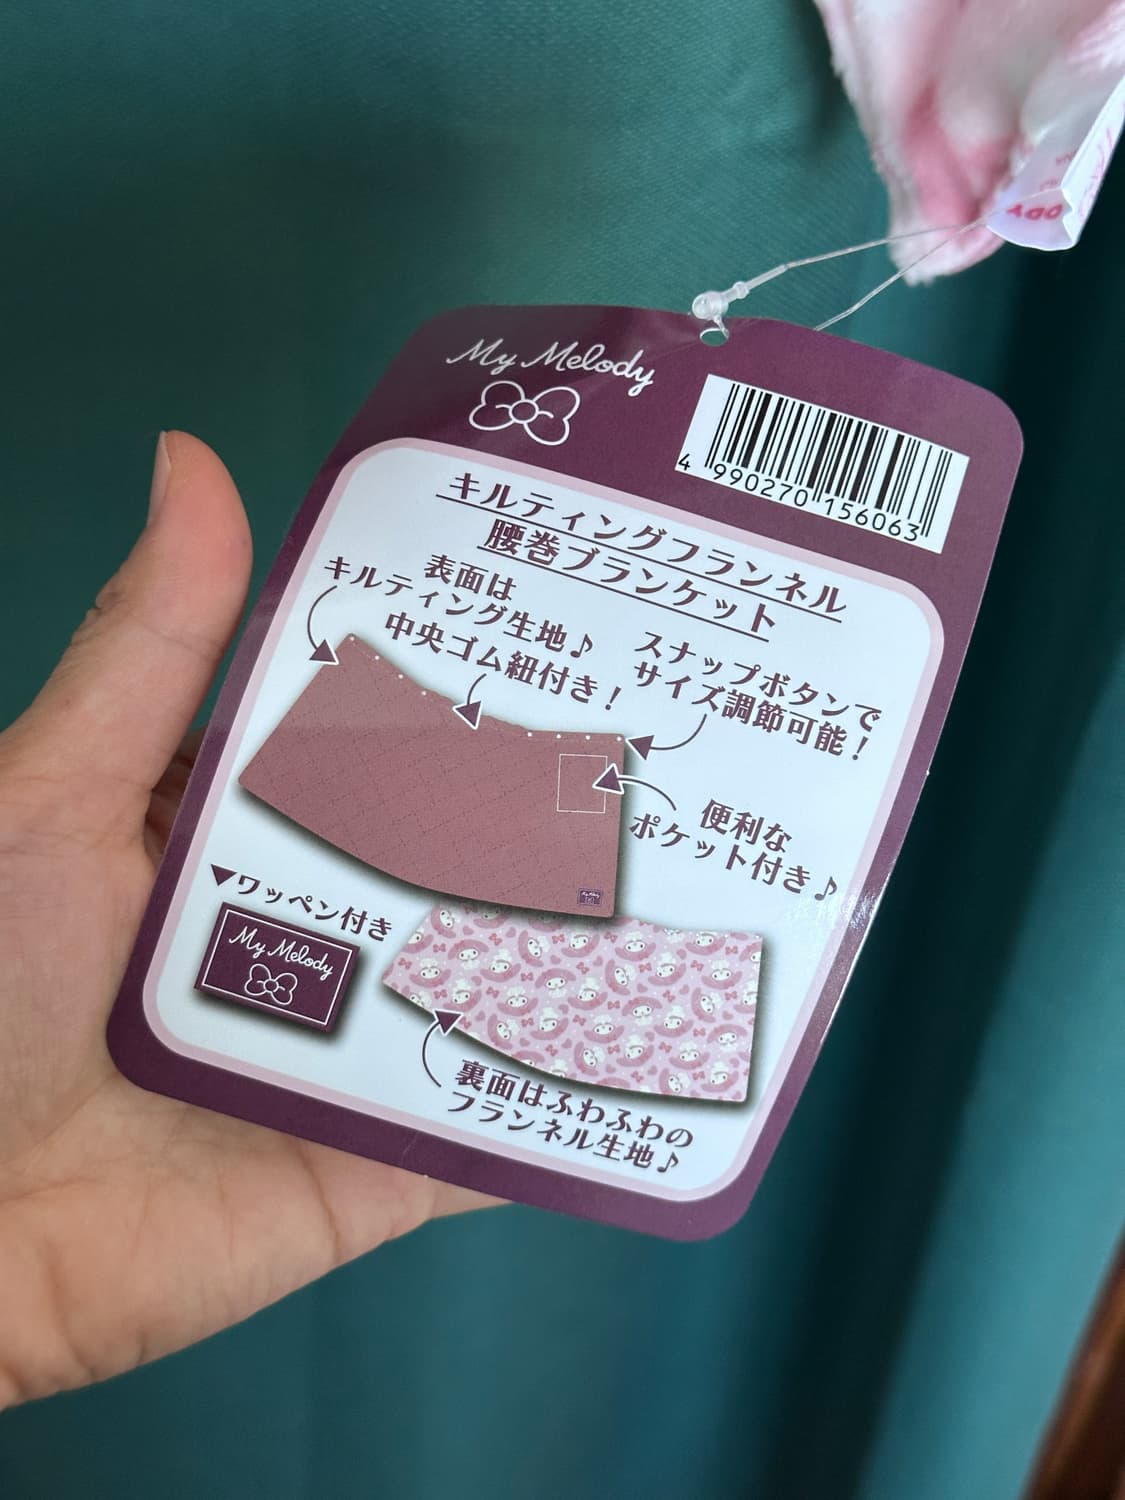 My Melody
4 990270 156063
キルティングフランネル
腰巻ブランケット
表面は
キルティング生地♪
中央ゴム紐付き！
スナップボタンで
サイズ調節可能！
便利な
ポケット付き♪
▼ワッペン付き
My Melody
裏面はふわふわの
フランネル生地♪